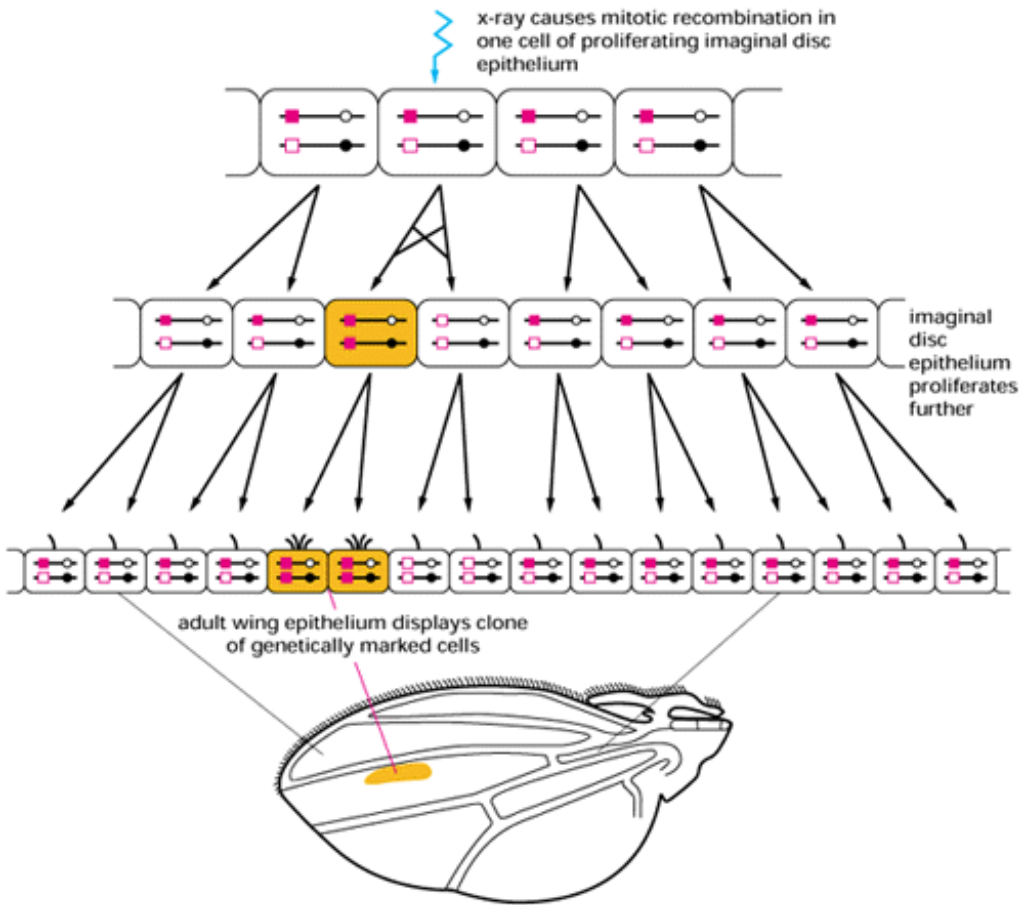 x-ray causes mitotic recombination in
one cell of proliferating imaginal disc
epithelium
imaginal
disc
epithelium
proliferates
further
adult wing epithelium displays clone
of genetically marked cells